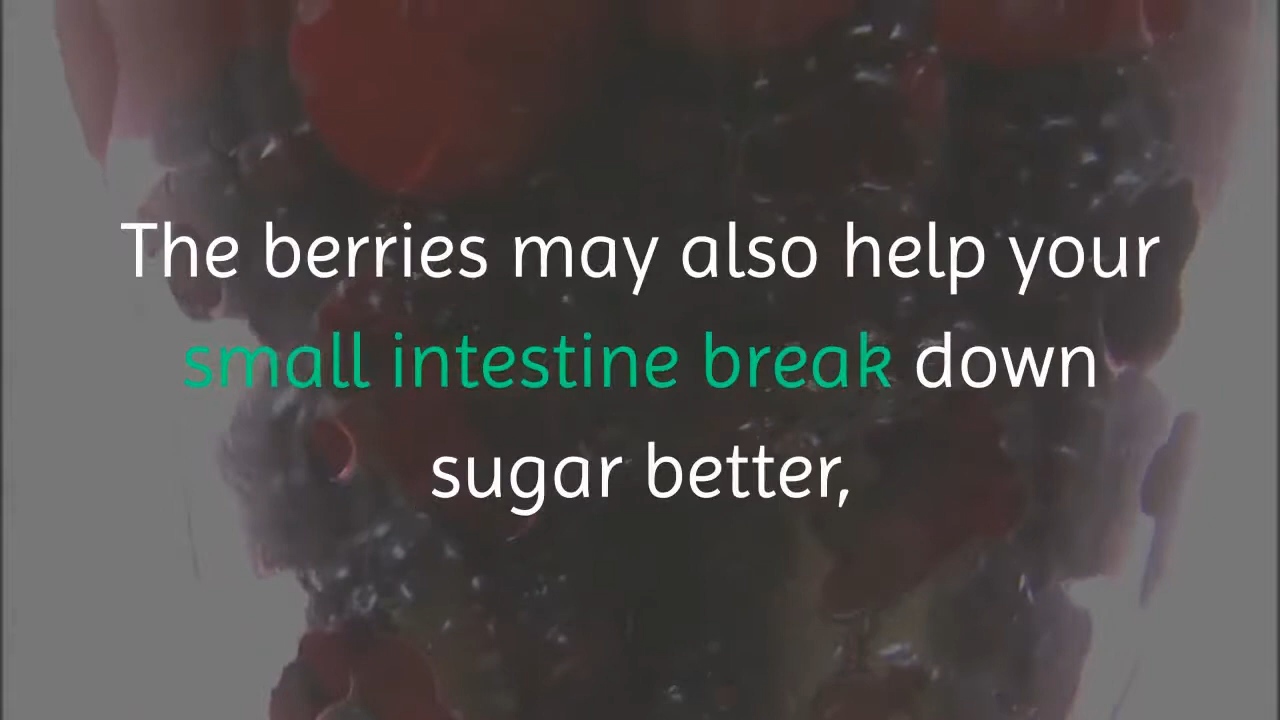 The berries may also help your
small intestine break down
sugar better,